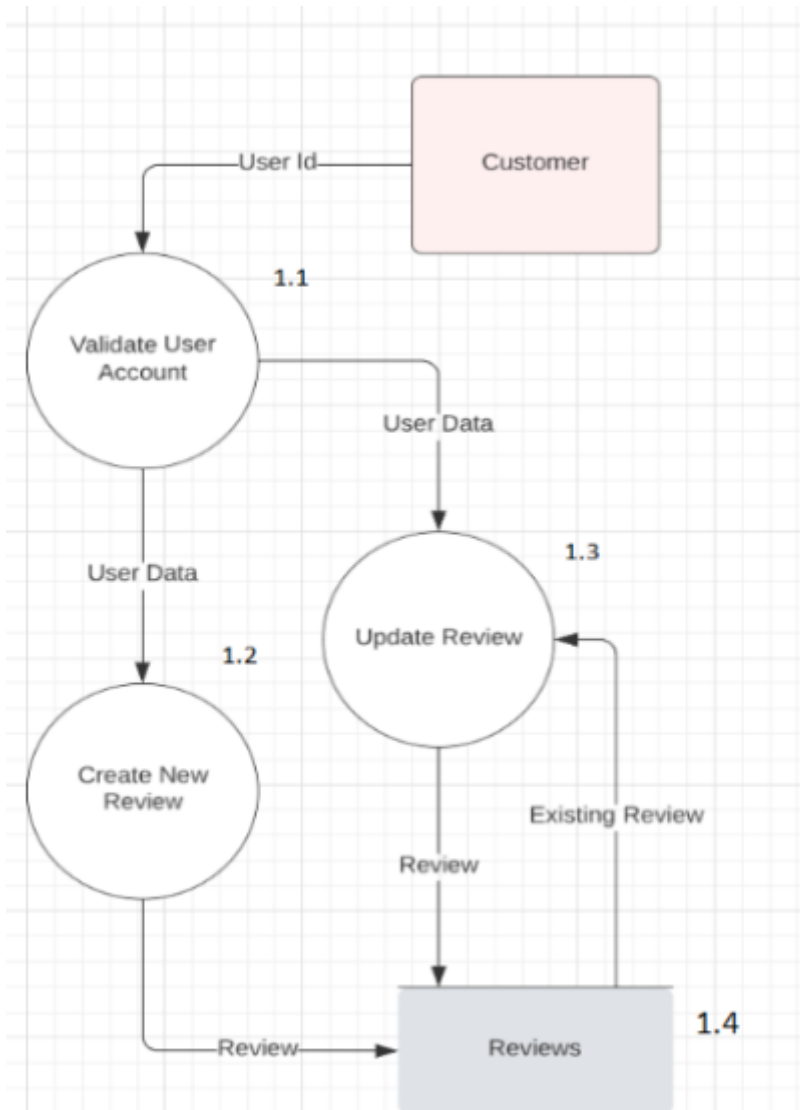 Customer
User Id
1.1
Validate User
Account
User Data
User Data
1.3
Update Review
1.2
Create New
Review
Existing Review
Review
1.4
Reviews
Review